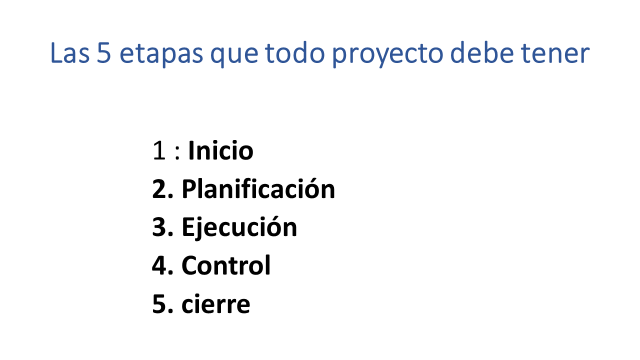 Las 5 etapas que todo proyecto debe tener
1 : Inicio
2. Planificación
3. Ejecución
4. Control
5. cierre